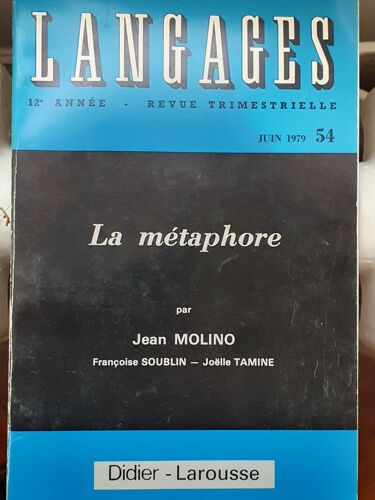 LANGAGES
12e ANNÉE - REVUE TRIMESTRIELLE
JUIN 1979 54
La métaphore
par
Jean MOLINO
Françoise SOUBLIN — Joëlle TAMINE
Didier - Larousse